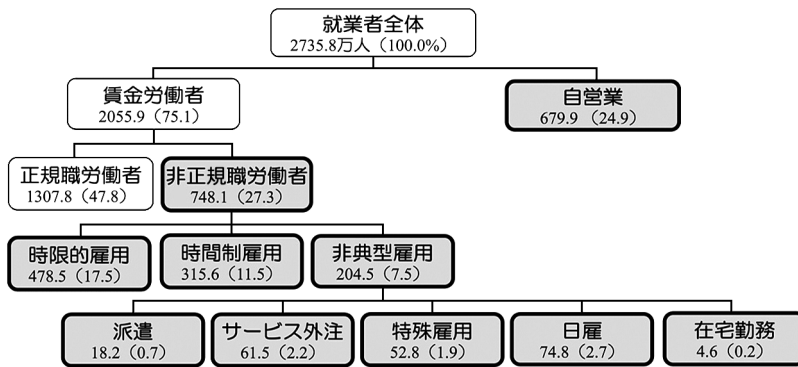 就業者全体
2735.8万人（100.0%）
賃金労働者
2055.9（75.1）
自営業
679.9 （24.9）
正規職労働者
1307.8（47.8）
非正規職労働者
748.1（27.3）
時限的雇用
478.5（17.5）
時間制雇用
315.6（11.5）
非典型雇用
204.5（7.5）
派遣
18.2（0.7）
サービス外注
61.5（2.2）
特殊雇用
52.8（1.9）
日雇
74.8（2.7）
在宅勤務
4.6（0.2）